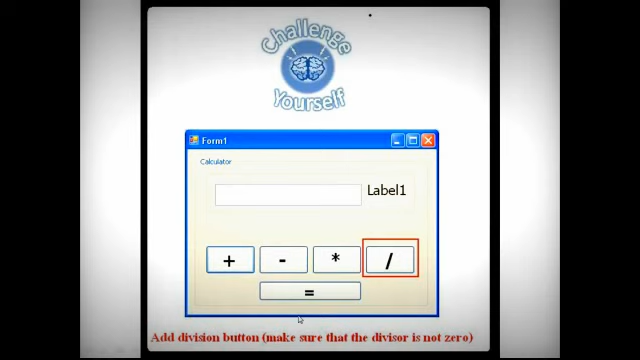 Challenge
Yourself
Form1
Calculator
Label1
+ - * /
=
Add division button (make sure that the divisor is not zero)